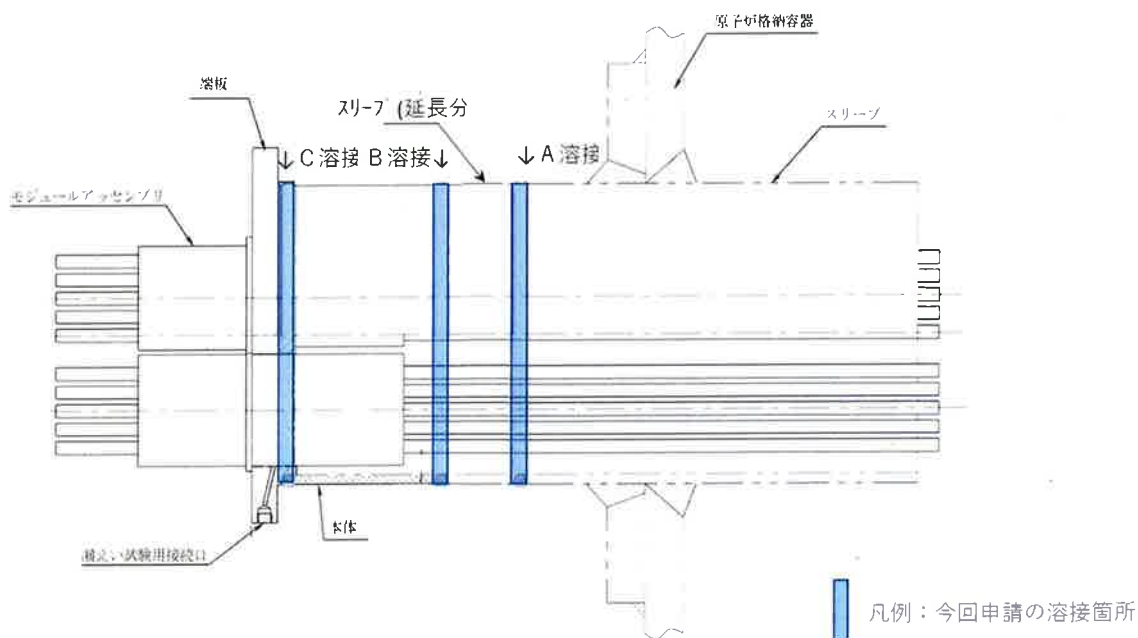 原子炉格納容器
端板
スリーブ (延長分
スリーブ
↓C溶接 B溶接↓
↓A溶接
モジュールアッセンブリ
本体
漏えい試験用接続口
凡例：今回申請の溶接箇所